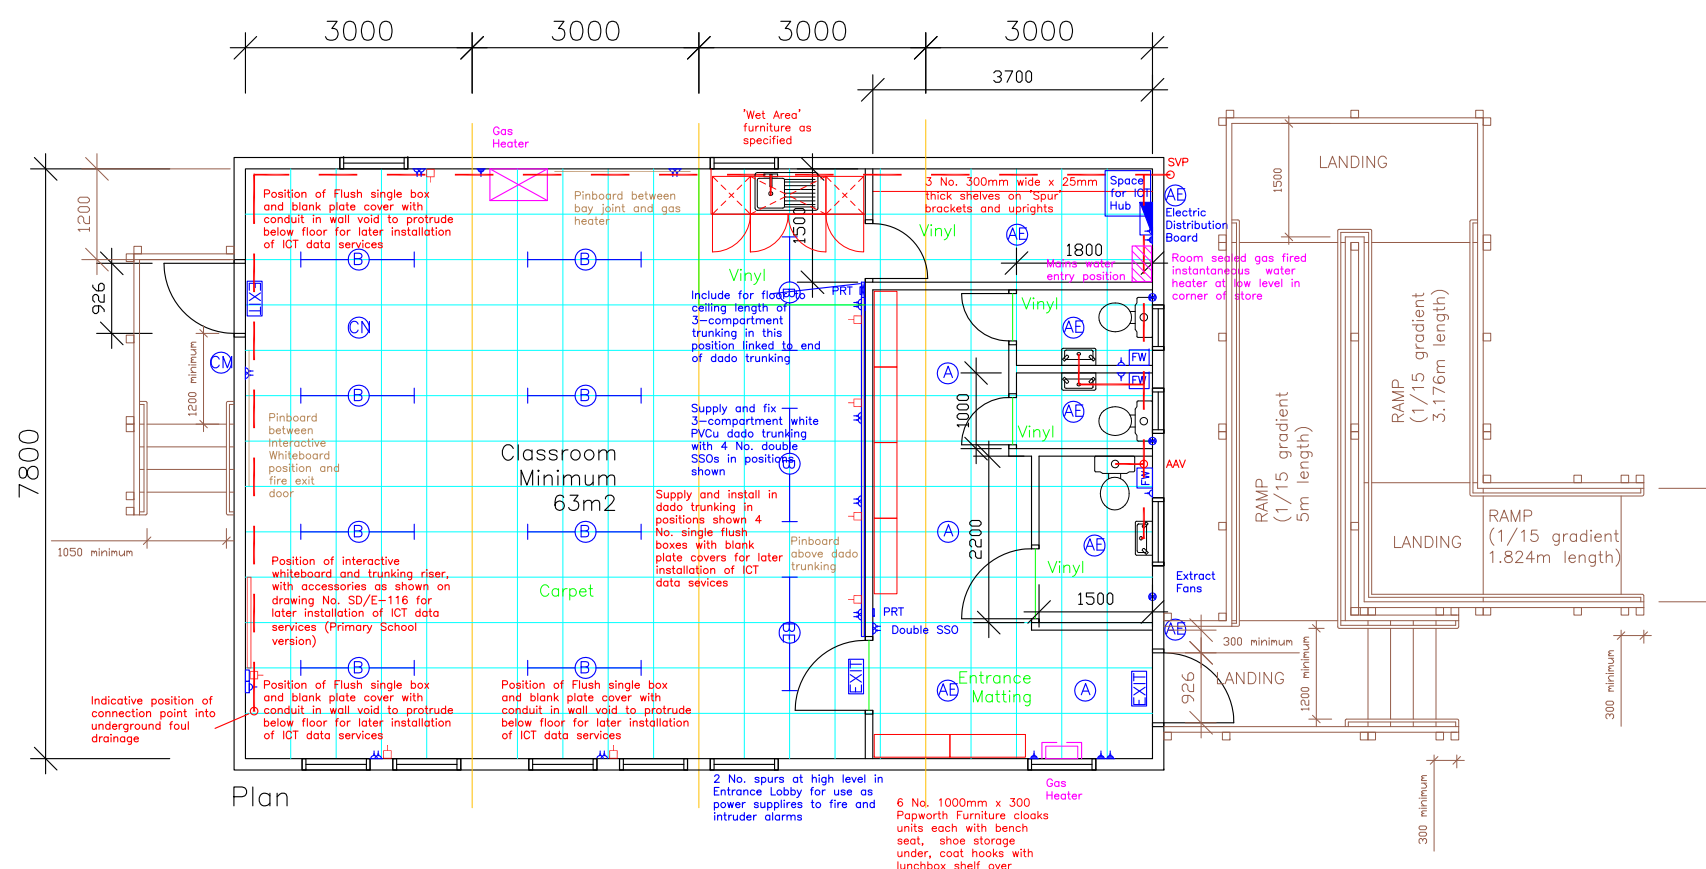 3000
3000
3000
3000
3700
'Wet Area'
furniture as
specified
Gas
Heater
SVP
LANDING
1500
1200
926
7800
Position of Flush single box
and blank plate cover with
conduit in wall void to protrude
below floor for later installation
of ICT data services
Pinboard between
bay joint and gas
heater
1500
3 No. 300mm wide x 25mm
thick shelves on 'Spur'
brackets and uprights
Space
for ICT
Hub
AE
Electric
Distribution
Board
Vinyl
AE
1800
Mains water
entry position
Room sealed gas fired
instantaneous water
heater at low level in
corner of store
B
B
Vinyl
EXIT
CN
CM
1200 minimum
Include for floor to
ceiling length of
3-compartment
trunking in this
position linked to end
of dado trunking
B
PRT
Vinyl
AE
FW
FW
A
AE
1000
Vinyl
B
B
Pinboard
between
Interactive
Whiteboard
position and
fire exit
door
Supply and fix
3-compartment white
PVCu dado trunking
with 4 No. double
SSOs in positions
shown
B
Classroom
Minimum
63m2
Supply and install in
dado trunking in
positions shown 4
No. single flush
boxes with blank
plate covers for later
installation of ICT
data sevices
Pinboard
above dado
trunking
AAV
FW
A
2200
AE
Vinyl
B
B
1050 minimum
Position of interactive
whiteboard and trunking riser,
with accessories as shown on
drawing No. SD/E-116 for
later installation of ICT data
services (Primary School
version)
Carpet
Extract
Fans
1500
PRT
Double SSO
BE
AE
300 minimum
RAMP
(1/15 gradient
5m length)
RAMP
(1/15 gradient
3.176m length)
LANDING
RAMP
(1/15 gradient
1.824m length)
B
B
EXIT
AE
Entrance
Matting
A
EXIT
926
LANDING
1200 minimum
300 minimum
300 minimum
Indicative position of
connection point into
underground foul
drainage
Position of Flush single box
and blank plate cover with
conduit in wall void to protrude
below floor for later installation
of ICT data services
Position of Flush single box
and blank plate cover with
conduit in wall void to protrude
below floor for later installation
of ICT data services
Plan
2 No. spurs at high level in
Entrance Lobby for use as
power supplires to fire and
intruder alarms
Gas
Heater
6 No. 1000mm x 300
Papworth Furniture cloaks
units each with bench
seat, shoe storage
under, coat hooks with
lunchbox shelf over